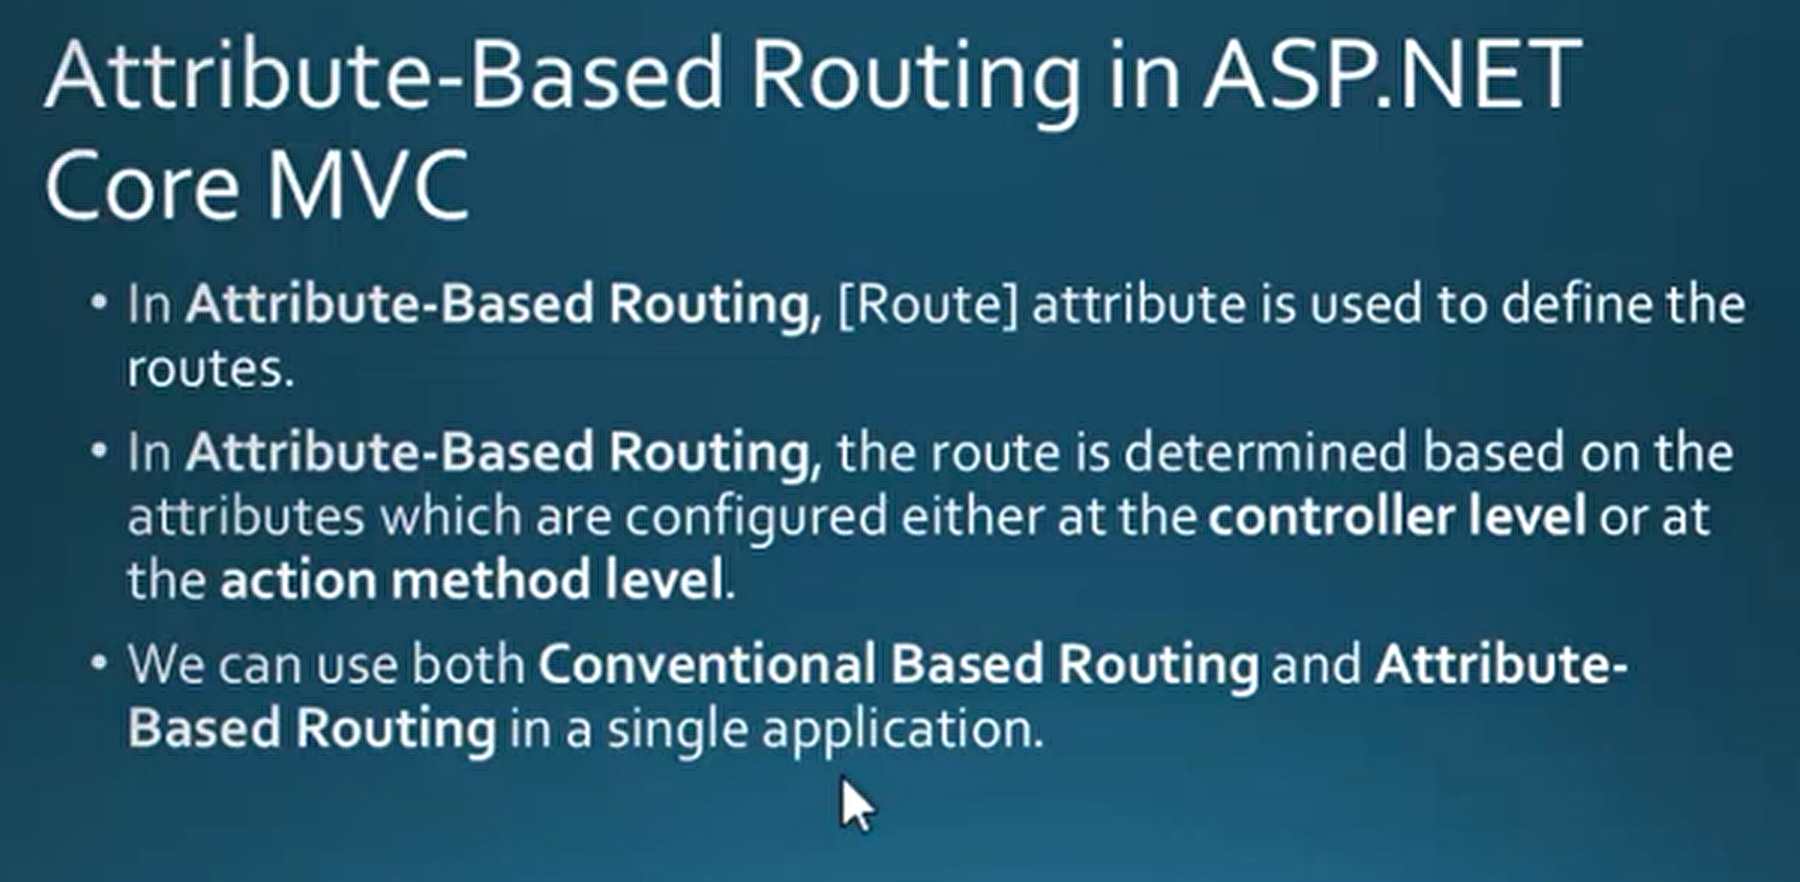 Attribute-Based Routing in ASP.NET
Core MVC
• In Attribute-Based Routing, [Route] attribute is used to define the
routes.
• In Attribute-Based Routing, the route is determined based on the
attributes which are configured either at the controller level or at
the action method level.
• We can use both Conventional Based Routing and Attribute-
Based Routing in a single application.